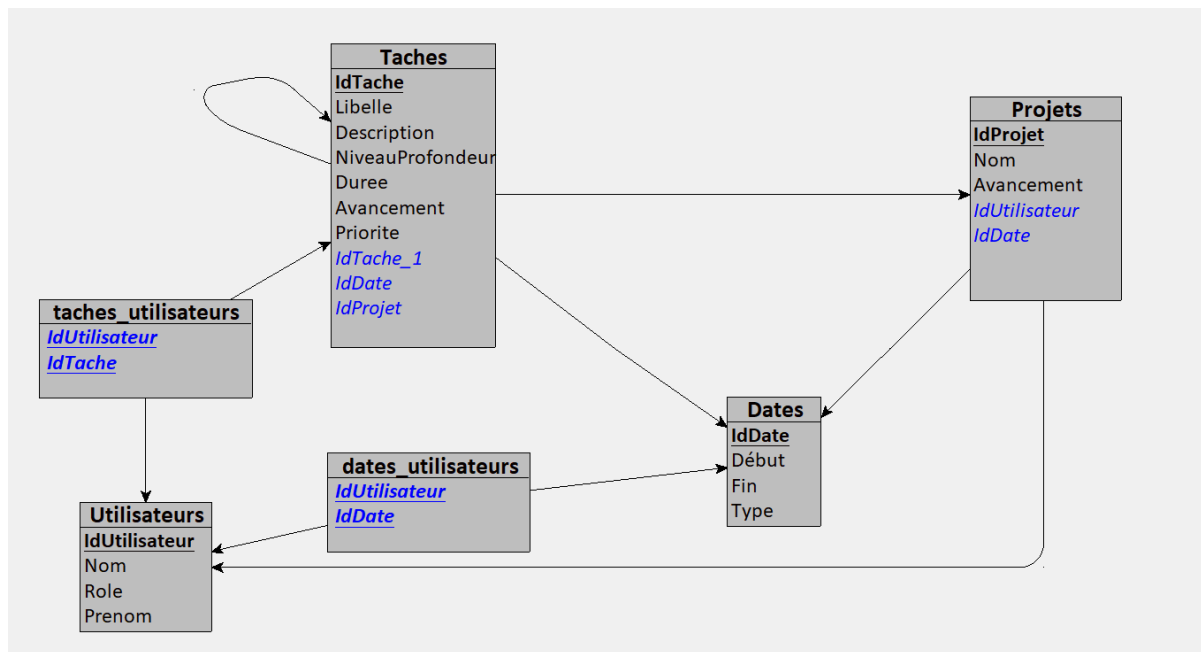 Taches
IdTache
Libelle
Description
NiveauProfondeur
Duree
Avancement
Priorite
IdTache_1
IdDate
IdProjet
Projets
IdProjet
Nom
Avancement
IdUtilisateur
IdDate
taches_utilisateurs
IdUtilisateur
IdTache
Dates
IdDate
Début
Fin
Type
dates_utilisateurs
IdUtilisateur
IdDate
Utilisateurs
IdUtilisateur
Nom
Role
Prenom